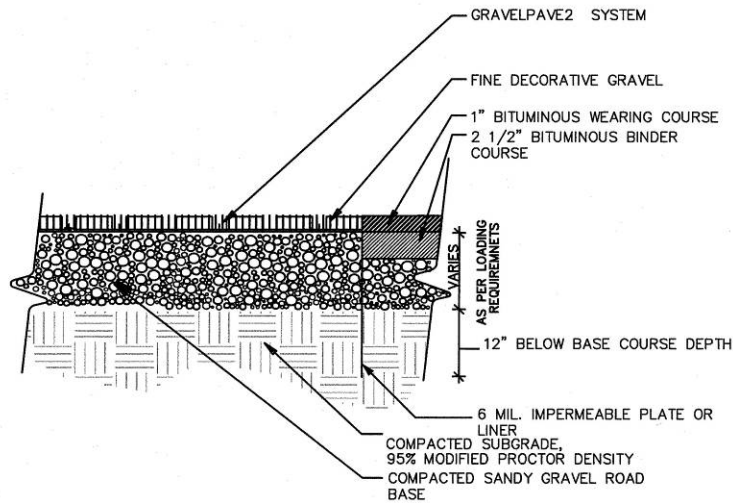 GRAVELPAVE2 SYSTEM
FINE DECORATIVE GRAVEL
1" BITUMINOUS WEARING COURSE
2 1/2" BITUMINOUS BINDER
COURSE
VARIES
AS PER LOADING
REQUIREMNETS
12" BELOW BASE COURSE DEPTH
6 MIL. IMPERMEABLE PLATE OR
LINER
COMPACTED SUBGRADE,
95% MODIFIED PROCTOR DENSITY
COMPACTED SANDY GRAVEL ROAD
BASE